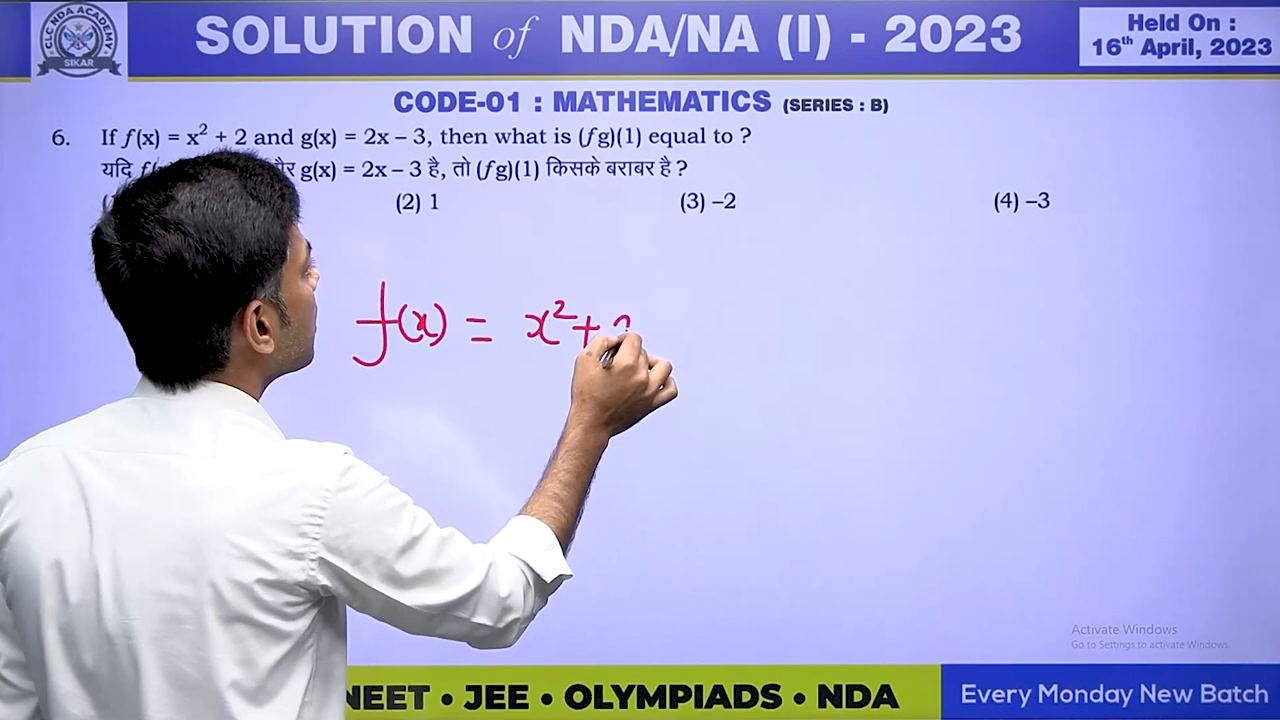 CLC NDA ACADEMY
SIKAR
SOLUTION of NDA/NA (I) - 2023
Held On :
16th April, 2023
CODE-01 : MATHEMATICS (SERIES : B)
6. If f(x) = x² + 2 and g(x) = 2x – 3, then what is (fg)(1) equal to ?
यदि g(x) = 2x – 3 है, तो (fg)(1) किसके बराबर है ?
(2) 1 (3) –2 (4) –3
f(x) = x² +
Activate Windows
Go to Settings to activate Windows.
NEET • JEE • OLYMPIADS • NDA
Every Monday New Batch